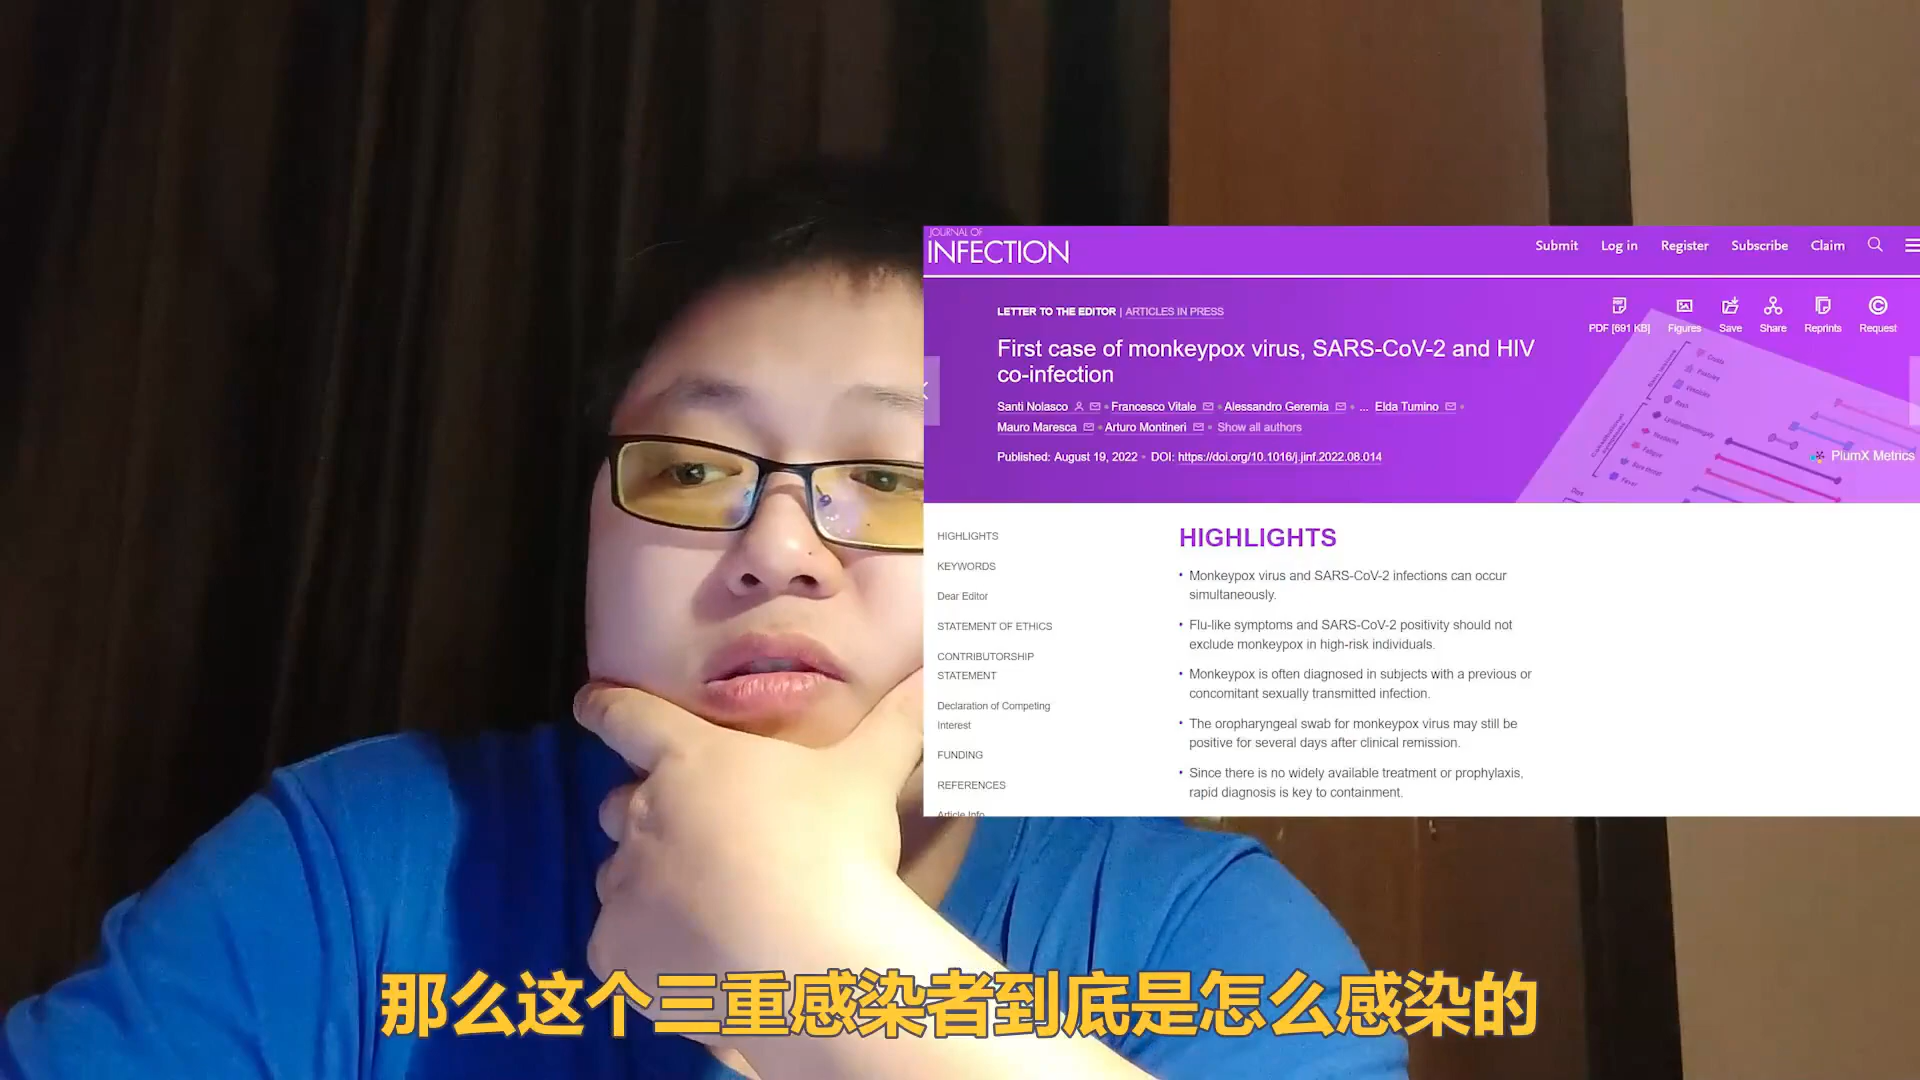 JOURNAL OF
INFECTION
Submit Log in Register Subscribe Claim
LETTER TO THE EDITOR | ARTICLES IN PRESS
PDF [691 KB] Figures Save Share Reprints Request
First case of monkeypox virus, SARS-CoV-2 and HIV
co-infection
Santi Nolasco • Francesco Vitale • Alessandro Geremia • ... Elda Tumino •
Mauro Maresca • Arturo Montineri • Show all authors
Published: August 19, 2022 • DOI: https://doi.org/10.1016/j.jinf.2022.08.014
PlumX Metrics
HIGHLIGHTS
KEYWORDS
Dear Editor
STATEMENT OF ETHICS
CONTRIBUTORSHIP
STATEMENT
Declaration of Competing
Interest
FUNDING
REFERENCES
Article Info
HIGHLIGHTS
• Monkeypox virus and SARS-CoV-2 infections can occur
simultaneously.
• Flu-like symptoms and SARS-CoV-2 positivity should not
exclude monkeypox in high-risk individuals.
• Monkeypox is often diagnosed in subjects with a previous or
concomitant sexually transmitted infection.
• The oropharyngeal swab for monkeypox virus may still be
positive for several days after clinical remission.
• Since there is no widely available treatment or prophylaxis,
rapid diagnosis is key to containment.
那么这个三重感染者到底是怎么感染的